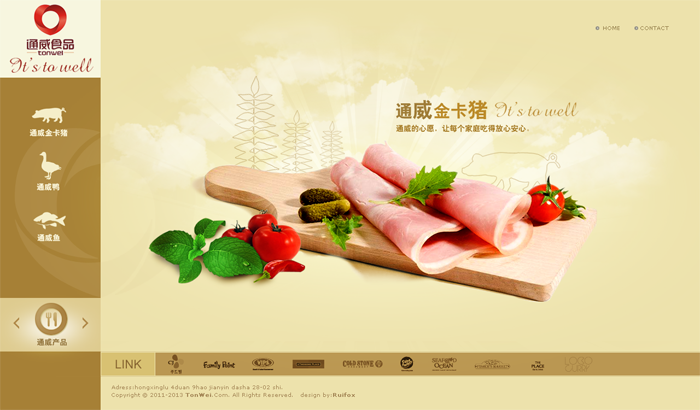 通威食品
tonwei
It's to well
HOME
CONTACT
通威金卡猪
通威鸭
通威鱼
通威产品
通威金卡猪 It's to well
通威的心愿，让每个家庭吃得放心安心。
LINK
Family Point
COLD STONE
SEAFOOD
OCEAN
THE
PLACE
LOGO
Adress:hongxinglu 4duan 9hao jianyin dasha 28-02 shi.
Copyright @ 2011-2013 TonWei.Com. All Rights Reserved. design by:Ruifox